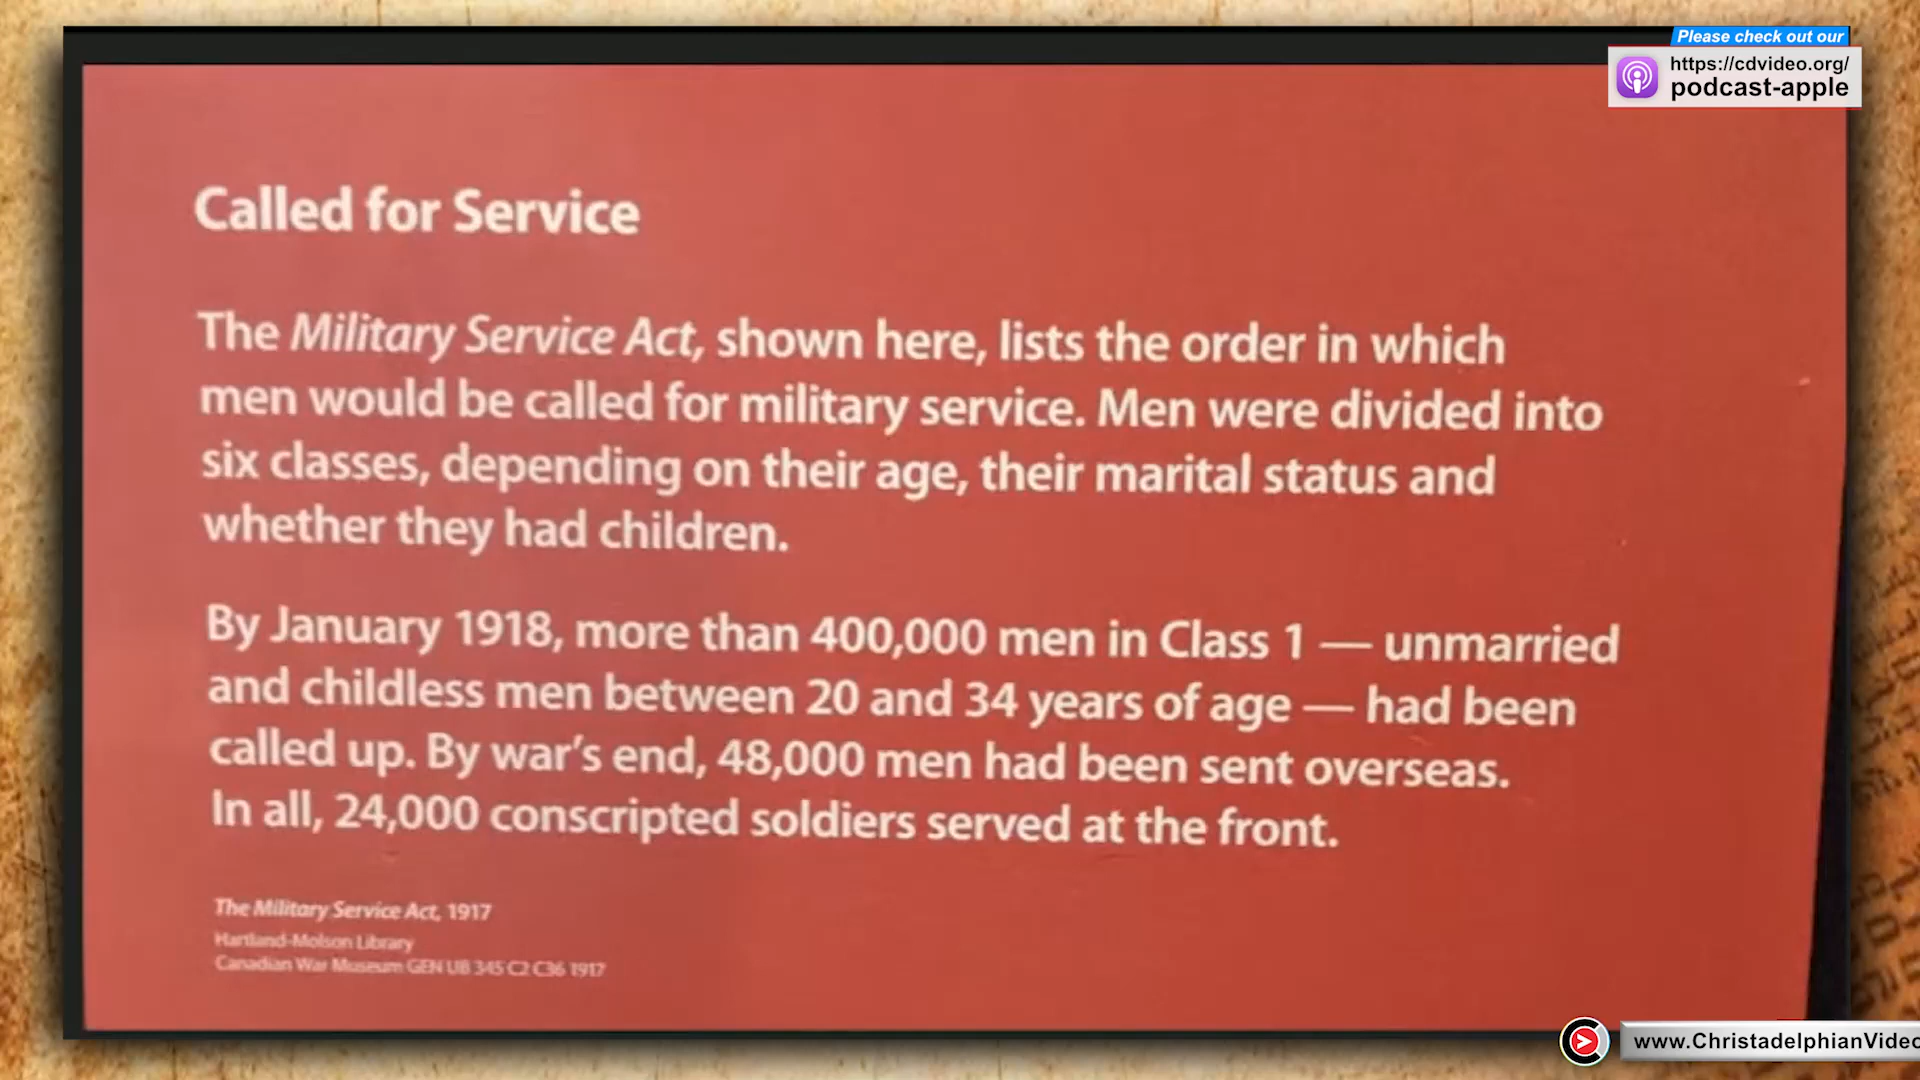 Please check out our
https://cdvideo.org/
podcast-apple
Called for Service
The Military Service Act, shown here, lists the order in which
men would be called for military service. Men were divided into
six classes, depending on their age, their marital status and
whether they had children.
By January 1918, more than 400,000 men in Class 1 — unmarried
and childless men between 20 and 34 years of age — had been
called up. By war's end, 48,000 men had been sent overseas.
In all, 24,000 conscripted soldiers served at the front.
The Military Service Act, 1917
Hartland-Molson Library
Canadian War Museum GEN UB 345 C2 C36 1917
www.ChristadelphianVideo